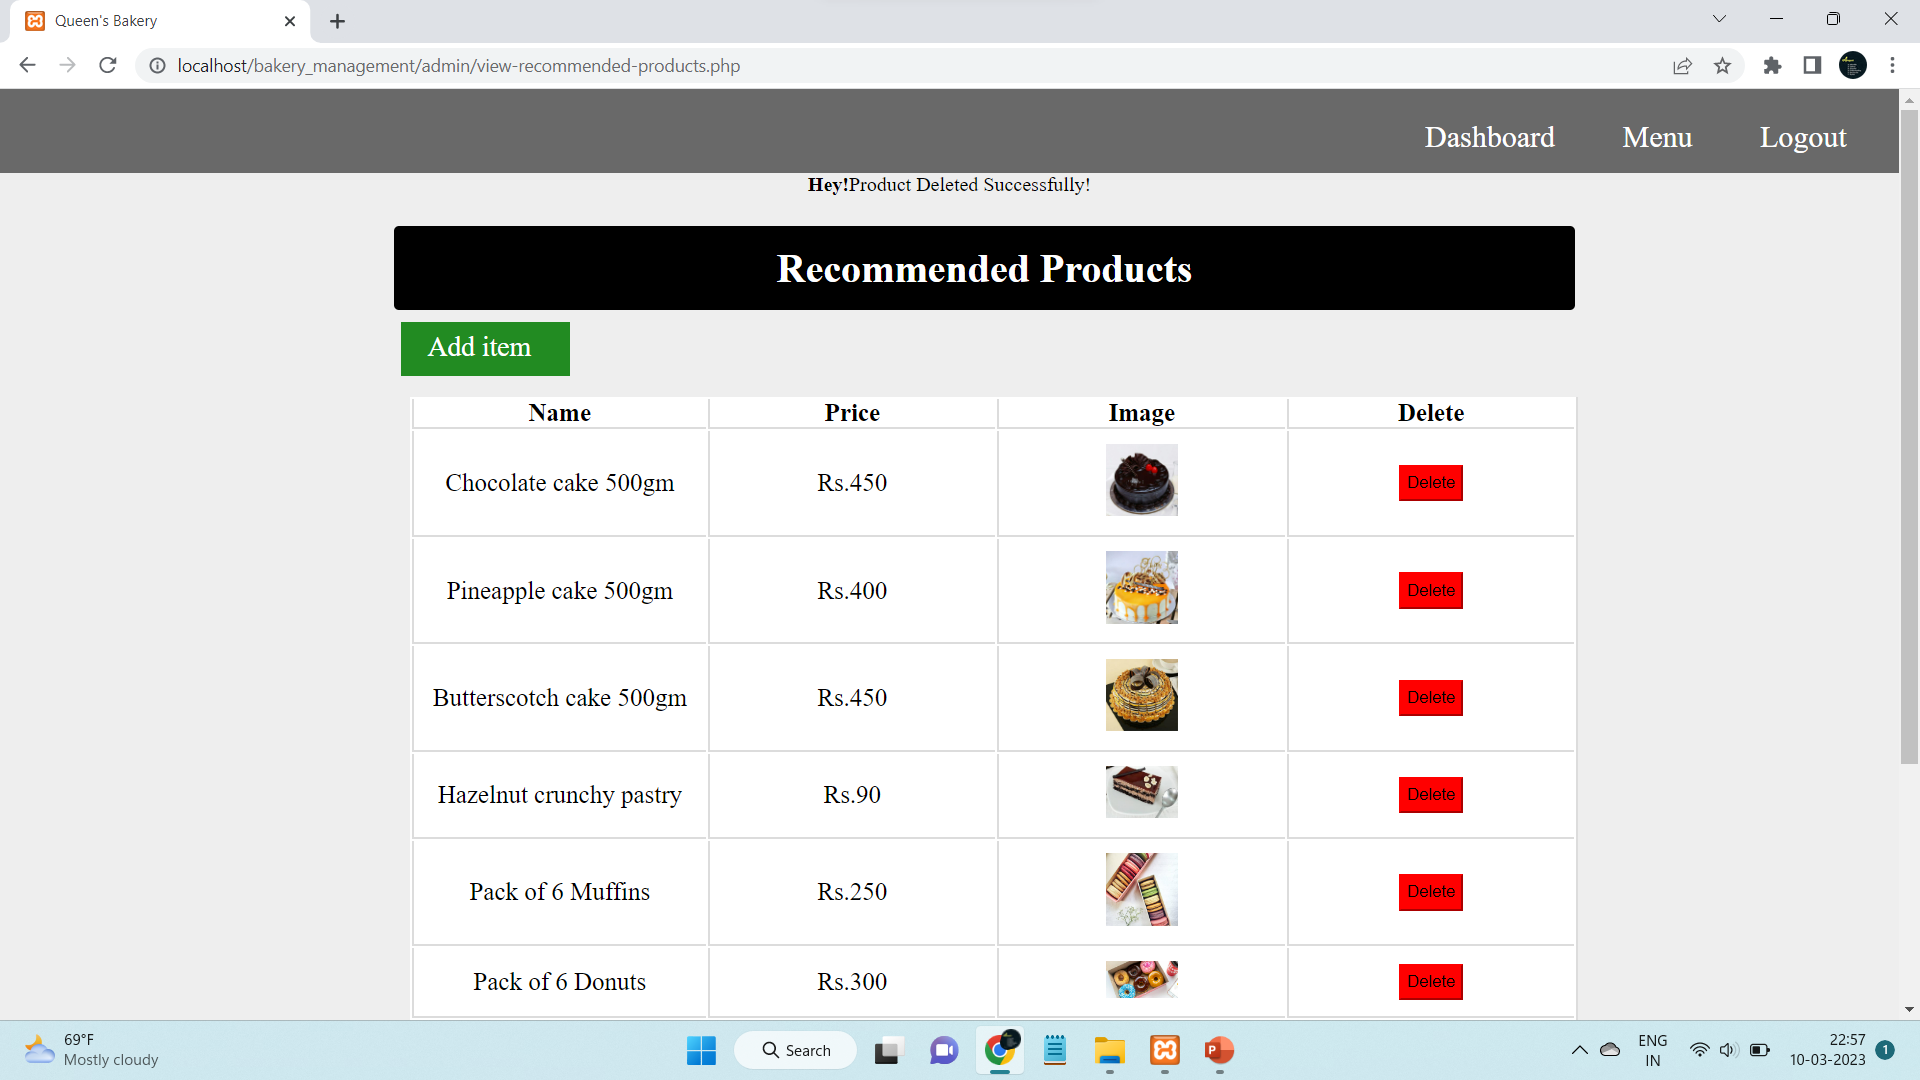 Queen's Bakery
localhost/bakery_management/admin/view-recommended-products.php
Dashboard Menu Logout
Hey!Product Deleted Successfully!
Recommended Products
Add item
Name Price Image Delete
Chocolate cake 500gm Rs.450 Delete
Pineapple cake 500gm Rs.400 Delete
Butterscotch cake 500gm Rs.450 Delete
Hazelnut crunchy pastry Rs.90 Delete
Pack of 6 Muffins Rs.250 Delete
Pack of 6 Donuts Rs.300 Delete
69°F
Mostly cloudy
Search
P
ENG
IN
22:57
10-03-2023
1